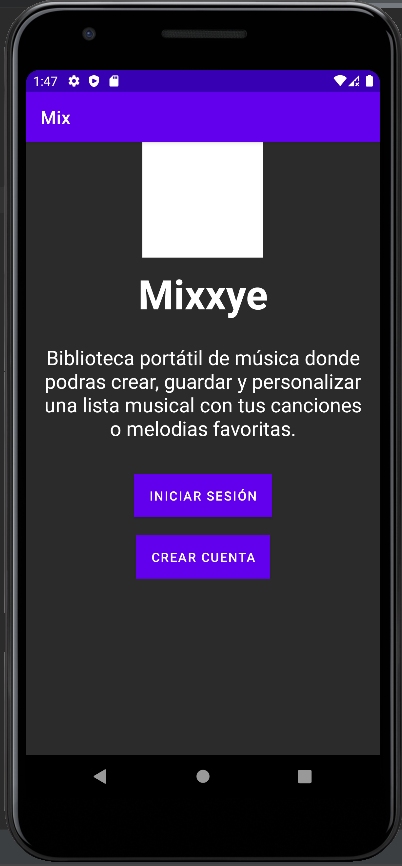 1:47
Mix
Mixxye
Biblioteca portátil de música donde
podras crear, guardar y personalizar
una lista musical con tus canciones
o melodias favoritas.
INICIAR SESIÓN
CREAR CUENTA